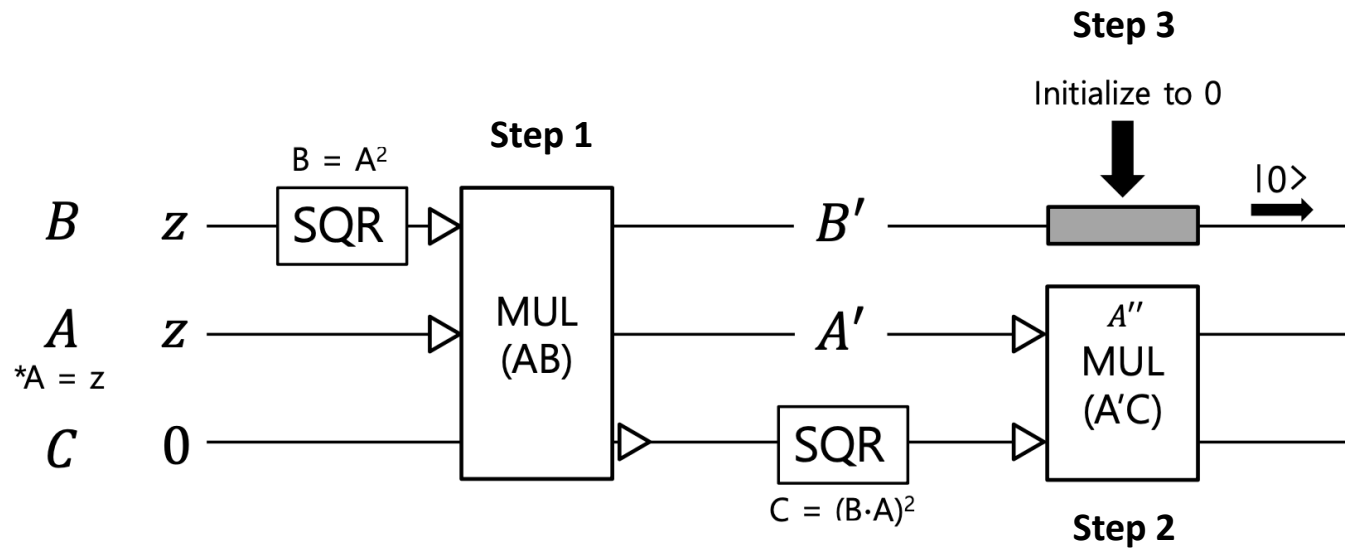 Step 3
Initialize to 0
Step 1
B = A²
|0>
B z SQR B′
MUL
(AB)
A z A′
*A = z
A″
MUL
(A′C)
C 0 SQR
C = (B·A)²
Step 2